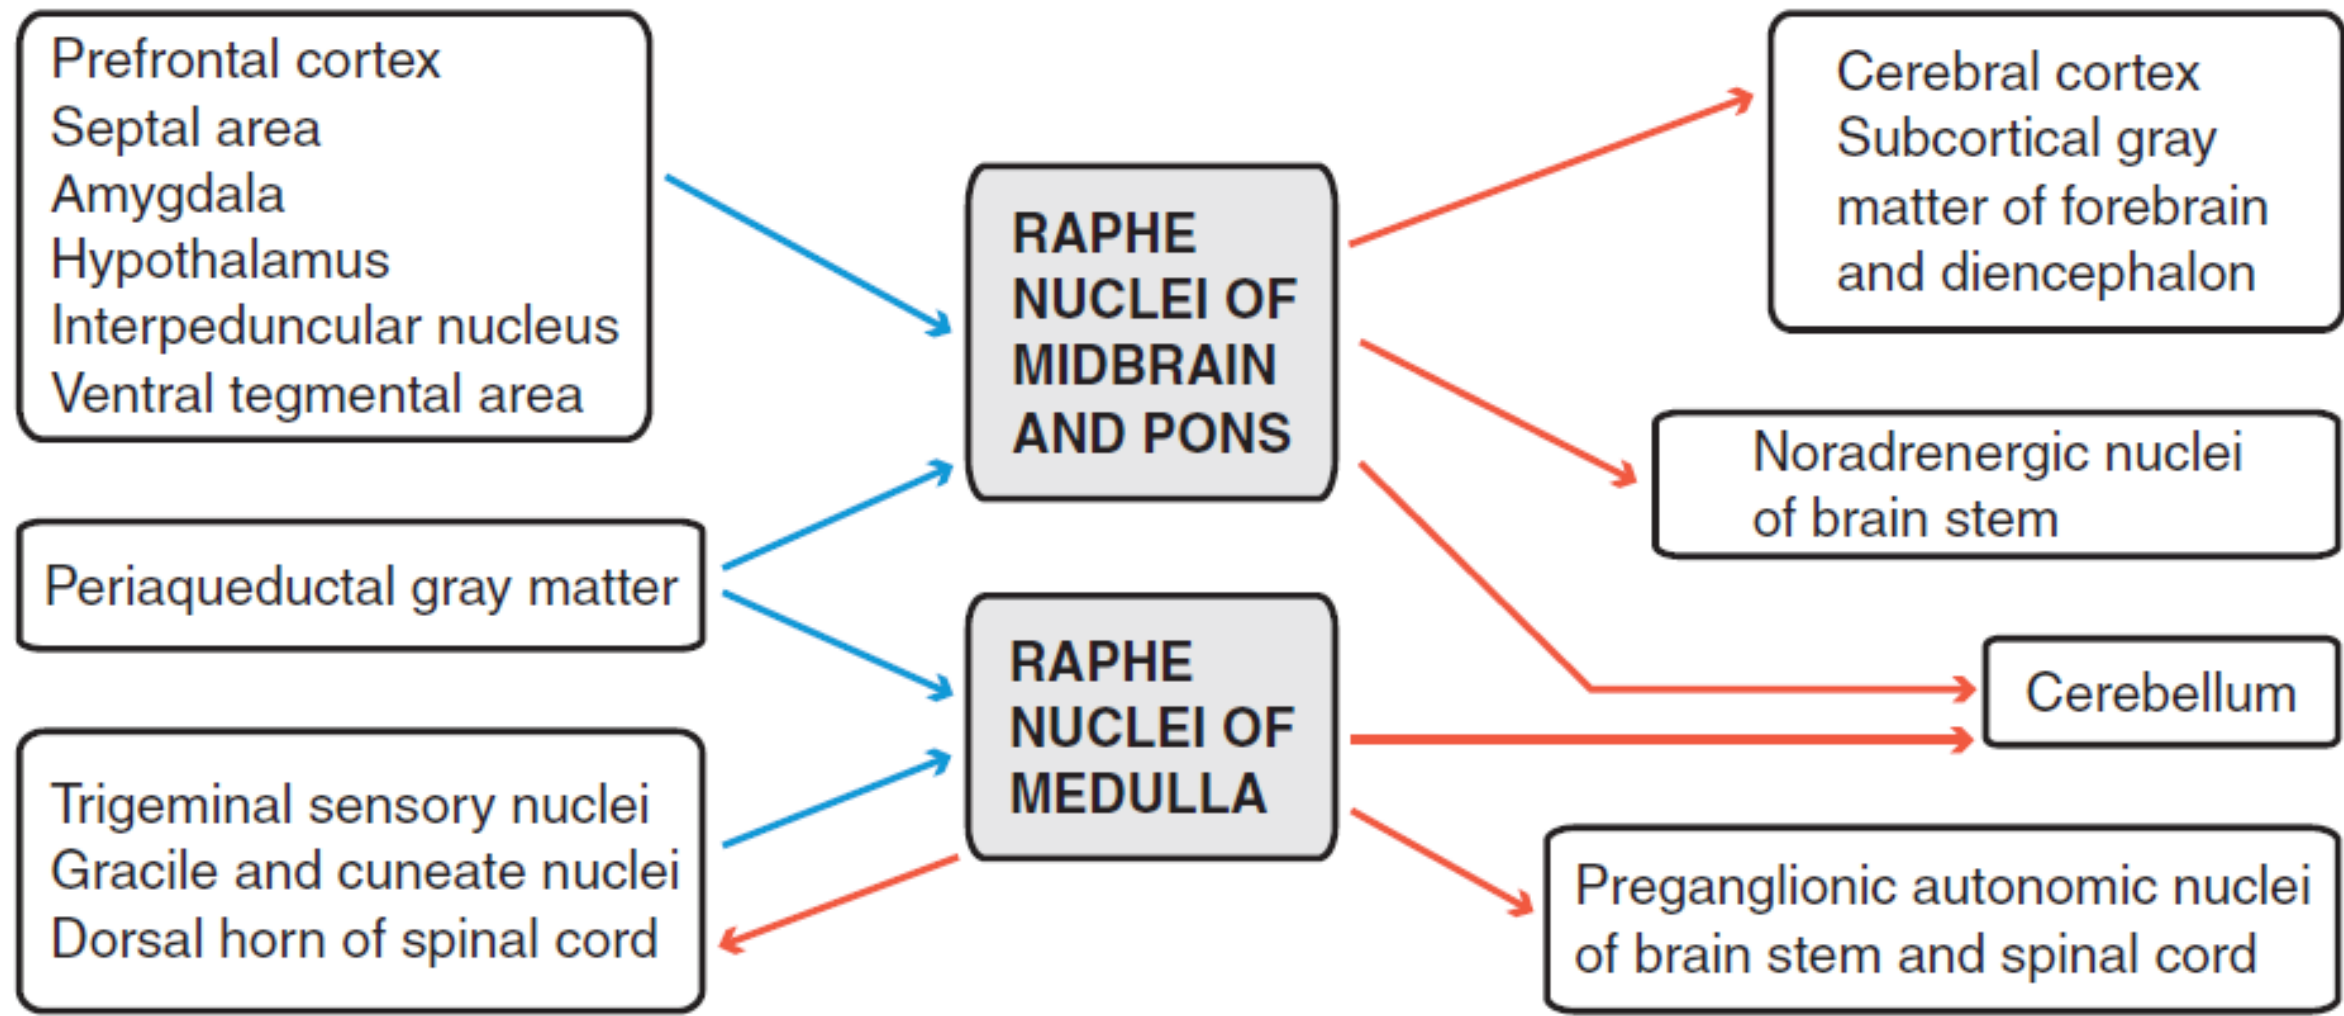 Prefrontal cortex
Septal area
Amygdala
Hypothalamus
Interpeduncular nucleus
Ventral tegmental area
Periaqueductal gray matter
Trigeminal sensory nuclei
Gracile and cuneate nuclei
Dorsal horn of spinal cord
RAPHE
NUCLEI OF
MIDBRAIN
AND PONS
RAPHE
NUCLEI OF
MEDULLA
Cerebral cortex
Subcortical gray
matter of forebrain
and diencephalon
Noradrenergic nuclei
of brain stem
Cerebellum
Preganglionic autonomic nuclei
of brain stem and spinal cord